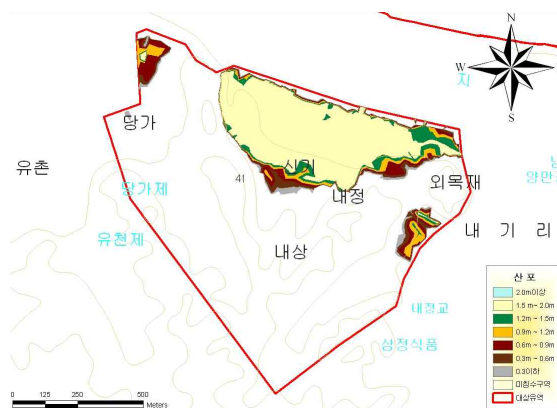 N
W
E
S
지
당가
유촌
당가제
유천제
41
신기
내정
외목재
양만
내상
내 기 리
내정교
삼정식품
산 포
2.0m이상
1.5 m ~ 2.0m
1.2m ~ 1.5m
0.9m ~ 1.2m
0.6m ~ 0.9m
0.3m ~ 0.6m
0.3이하
미침수구역
대상유역
0 125 250 500
Meters